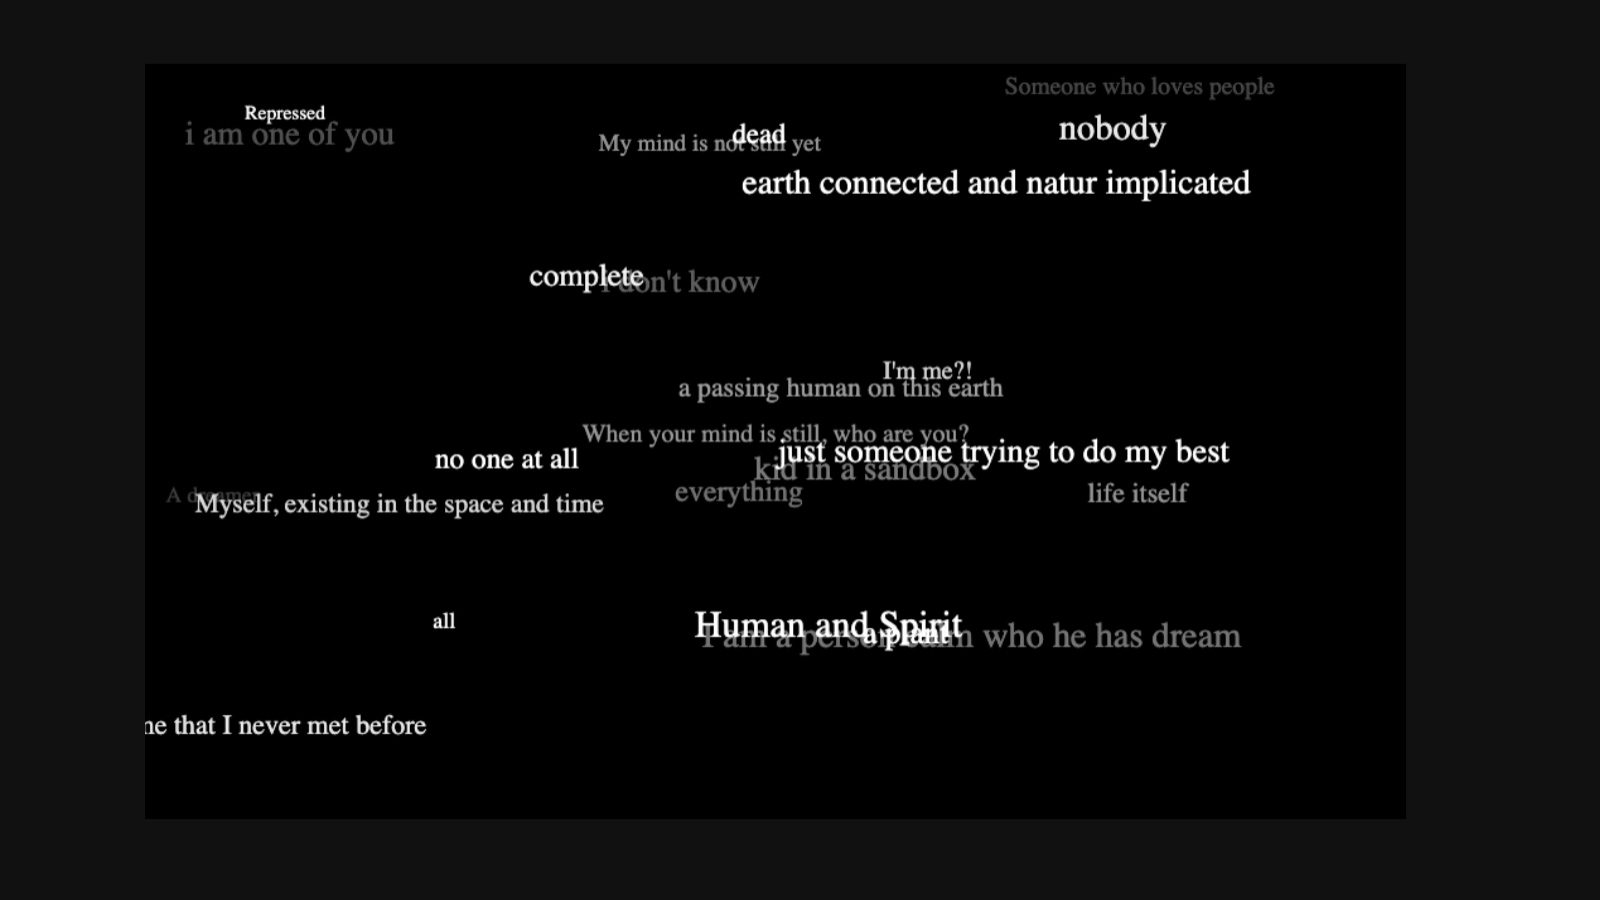 Someone who loves people
Repressed
i am one of you
nobody
dead
My mind is not still yet
earth connected and natur implicated
complete
I don't know
I'm me?!
a passing human on this earth
When your mind is still, who are you?
just someone trying to do my best
no one at all
kid in a sandbox
everything
life itself
A dreamer
Myself, existing in the space and time
all
Human and Spirit
a plant
I am a person calm who he has dream
that I never met before